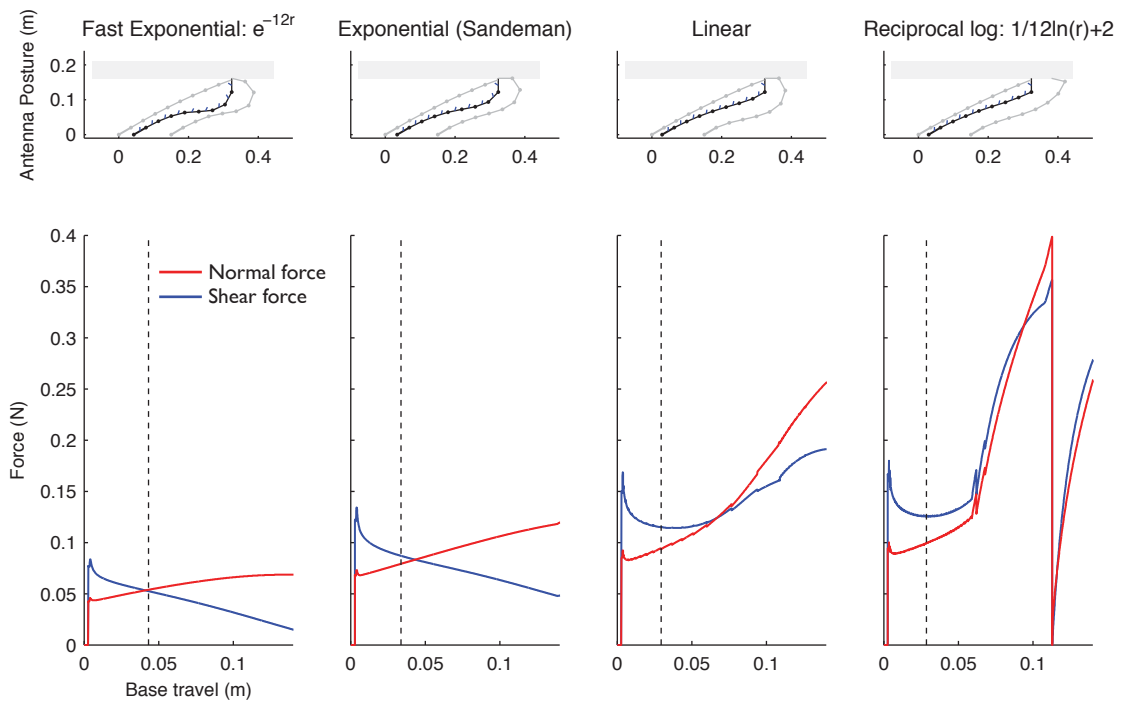 Fast Exponential: e^−12r
Exponential (Sandeman)
Linear
Reciprocal log: 1/12ln(r)+2
Antenna Posture (m)
0.2
0.1
0
0 0.2 0.4
0 0.2 0.4
0 0.2 0.4
0 0.2 0.4
Force (N)
0.4
0.35
0.3
0.25
0.2
0.15
0.1
0.05
0
Normal force
Shear force
0 0.05 0.1
0 0.05 0.1
0 0.05 0.1
0 0.05 0.1
Base travel (m)